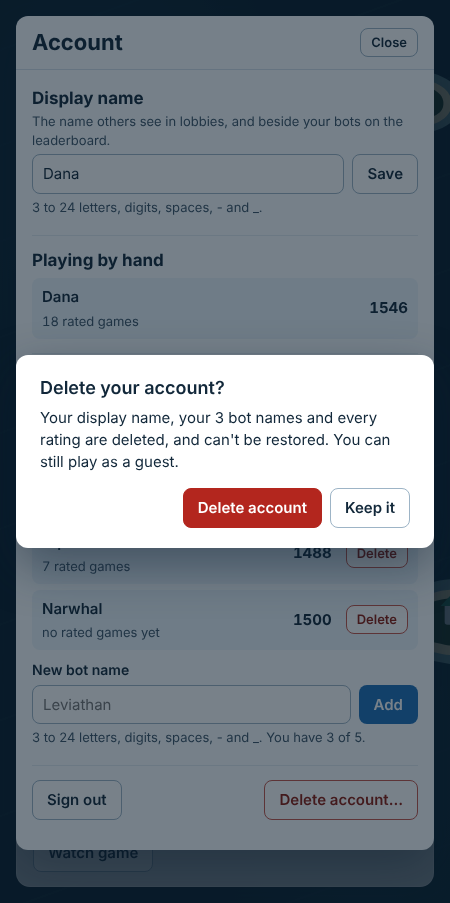 Account
Close
Display name
The name others see in lobbies, and beside your bots on the
leaderboard.
Dana
Save
3 to 24 letters, digits, spaces, - and _.
Playing by hand
Dana
18 rated games
1546
Delete your account?
Your display name, your 3 bot names and every
rating are deleted, and can't be restored. You can
still play as a guest.
Delete account
Keep it
1488
Delete
7 rated games
Narwhal
no rated games yet
1500
Delete
New bot name
Leviathan
Add
3 to 24 letters, digits, spaces, - and _. You have 3 of 5.
Sign out
Delete account...
Watch game